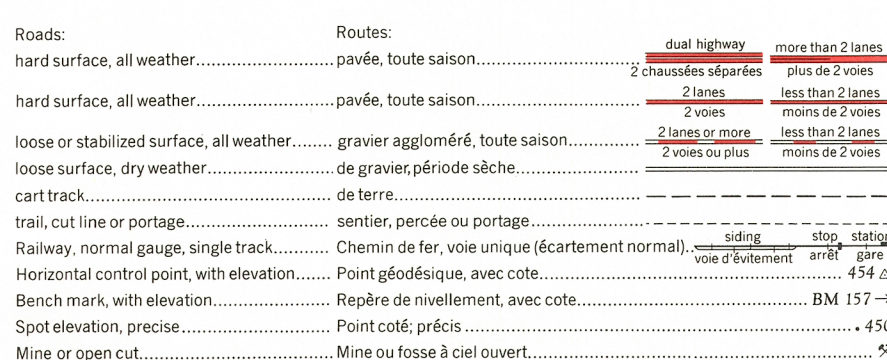 Roads: Routes:
dual highway more than 2 lanes
hard surface, all weather pavée, toute saison
2 chaussées séparées plus de 2 voies
2 lanes less than 2 lanes
hard surface, all weather pavée, toute saison
2 voies moins de 2 voies
2 lanes or more less than 2 lanes
loose or stabilized surface, all weather gravier aggloméré, toute saison
2 voies ou plus moins de 2 voies
loose surface, dry weather de gravier, période sèche
cart track de terre
trail, cut line or portage sentier, percée ou portage
siding stop station
Railway, normal gauge, single track Chemin de fer, voie unique (écartement normal)
voie d'évitement arrêt gare
Horizontal control point, with elevation Point géodésique, avec cote 454
Bench mark, with elevation Repère de nivellement, avec cote BM 157
Spot elevation, precise Point coté; précis .450
Mine or open cut Mine ou fosse à ciel ouvert